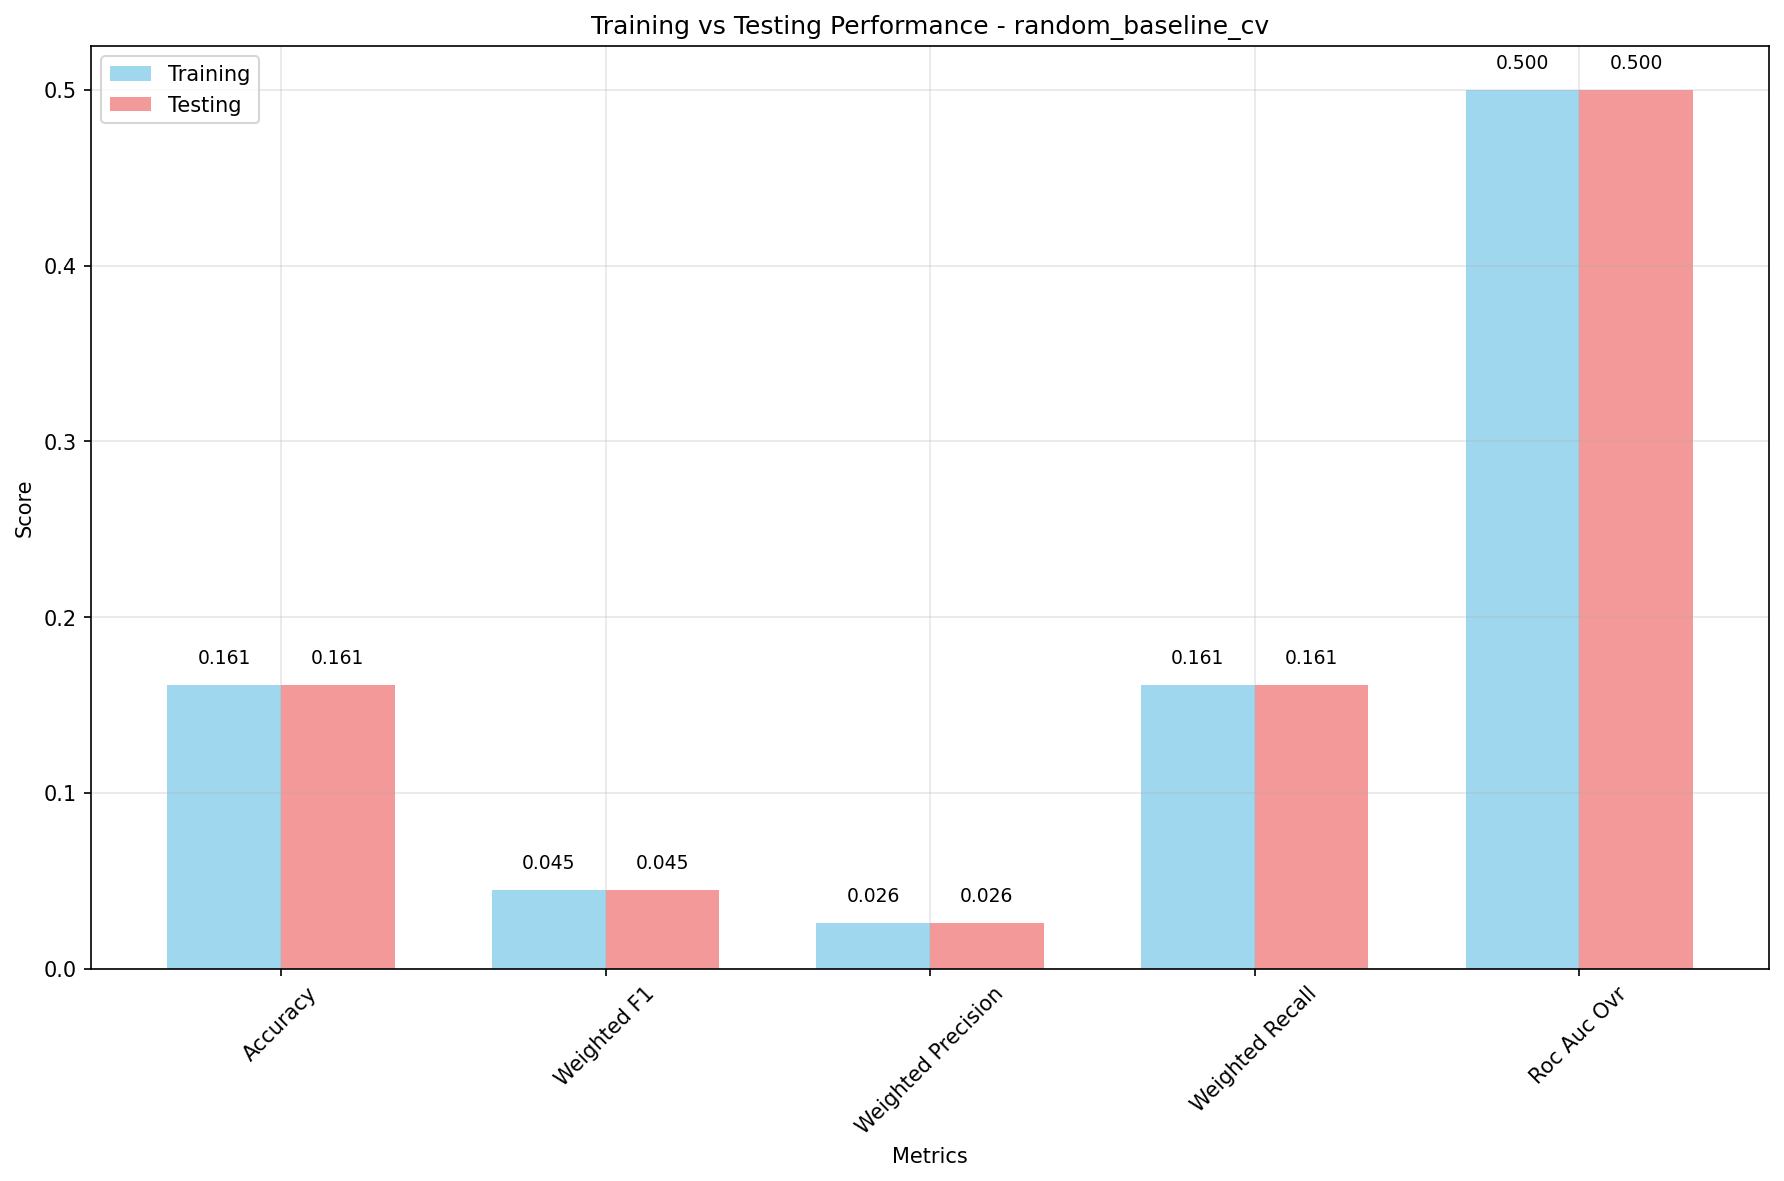 Training vs Testing Performance - random_baseline_cv
Training
Testing
0.500 0.500
0.5
0.4
0.3
0.2
0.1
0.0
Score
0.161 0.161
0.045 0.045
0.026 0.026
0.161 0.161
Accuracy
Weighted F1
Weighted Precision
Weighted Recall
Roc Auc Ovr
Metrics